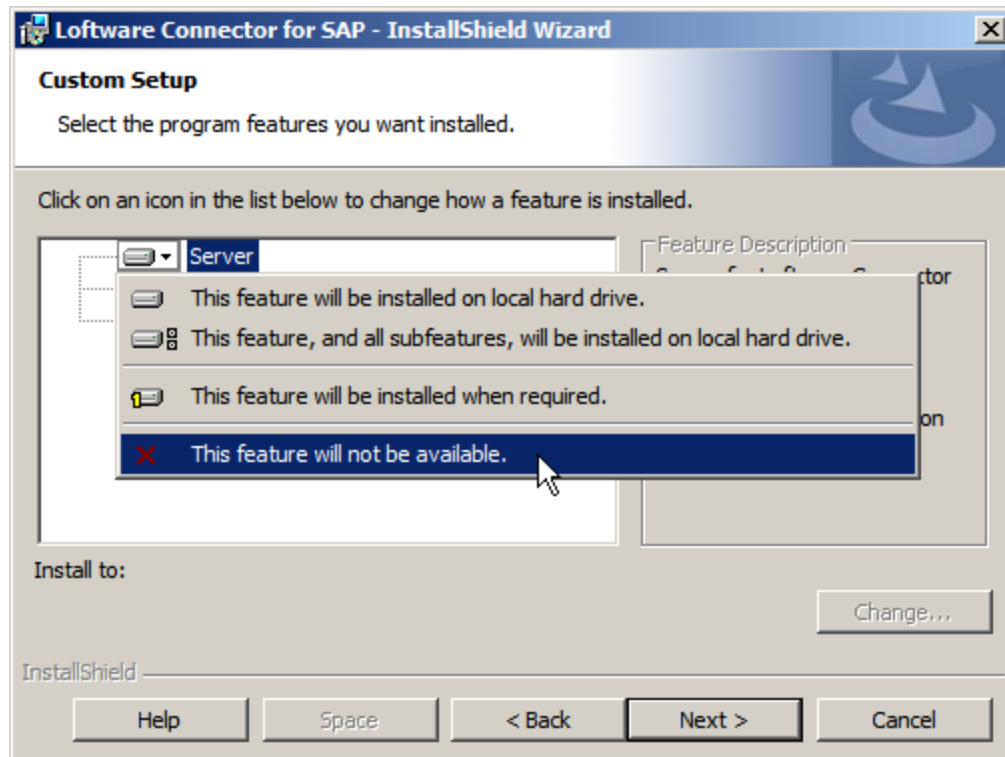 Loftware Connector for SAP - InstallShield Wizard
Custom Setup
Select the program features you want installed.
Click on an icon in the list below to change how a feature is installed.
Server
Feature Description
This feature will be installed on local hard drive.
This feature, and all subfeatures, will be installed on local hard drive.
This feature will be installed when required.
This feature will not be available.
Install to:
Change...
InstallShield
Help
Space
< Back
Next >
Cancel